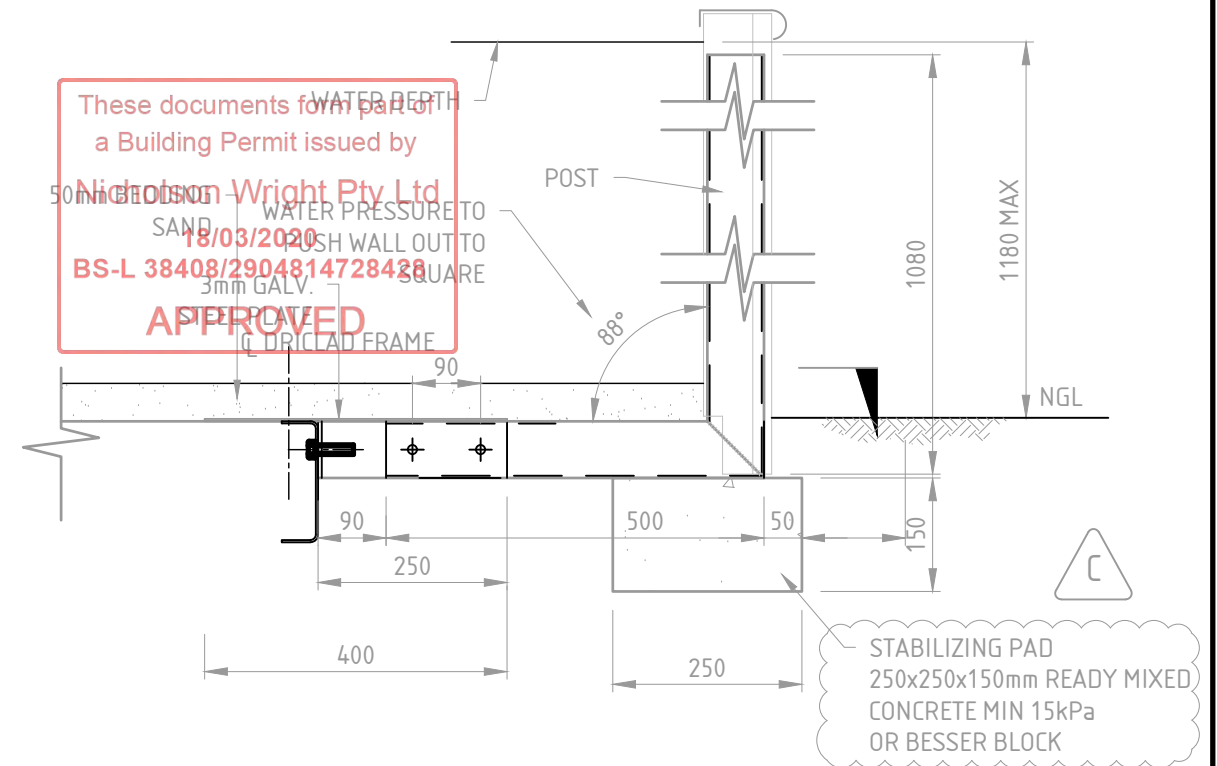 These documents form part of
a Building Permit issued by
Nicholson Wright Pty Ltd
18/03/2020
BS-L 38408/2904814728428
APPROVED
WATER DEPTH
50mm BEDDING
SAND
WATER PRESSURE TO
PUSH WALL OUT TO
SQUARE
3mm GALV.
STEEL PLATE
℄ DRICLAD FRAME
POST
88°
1080
1180 MAX
NGL
90
90
500
50
150
250
400
250
C
STABILIZING PAD
250x250x150mm READY MIXED
CONCRETE MIN 15kPa
OR BESSER BLOCK